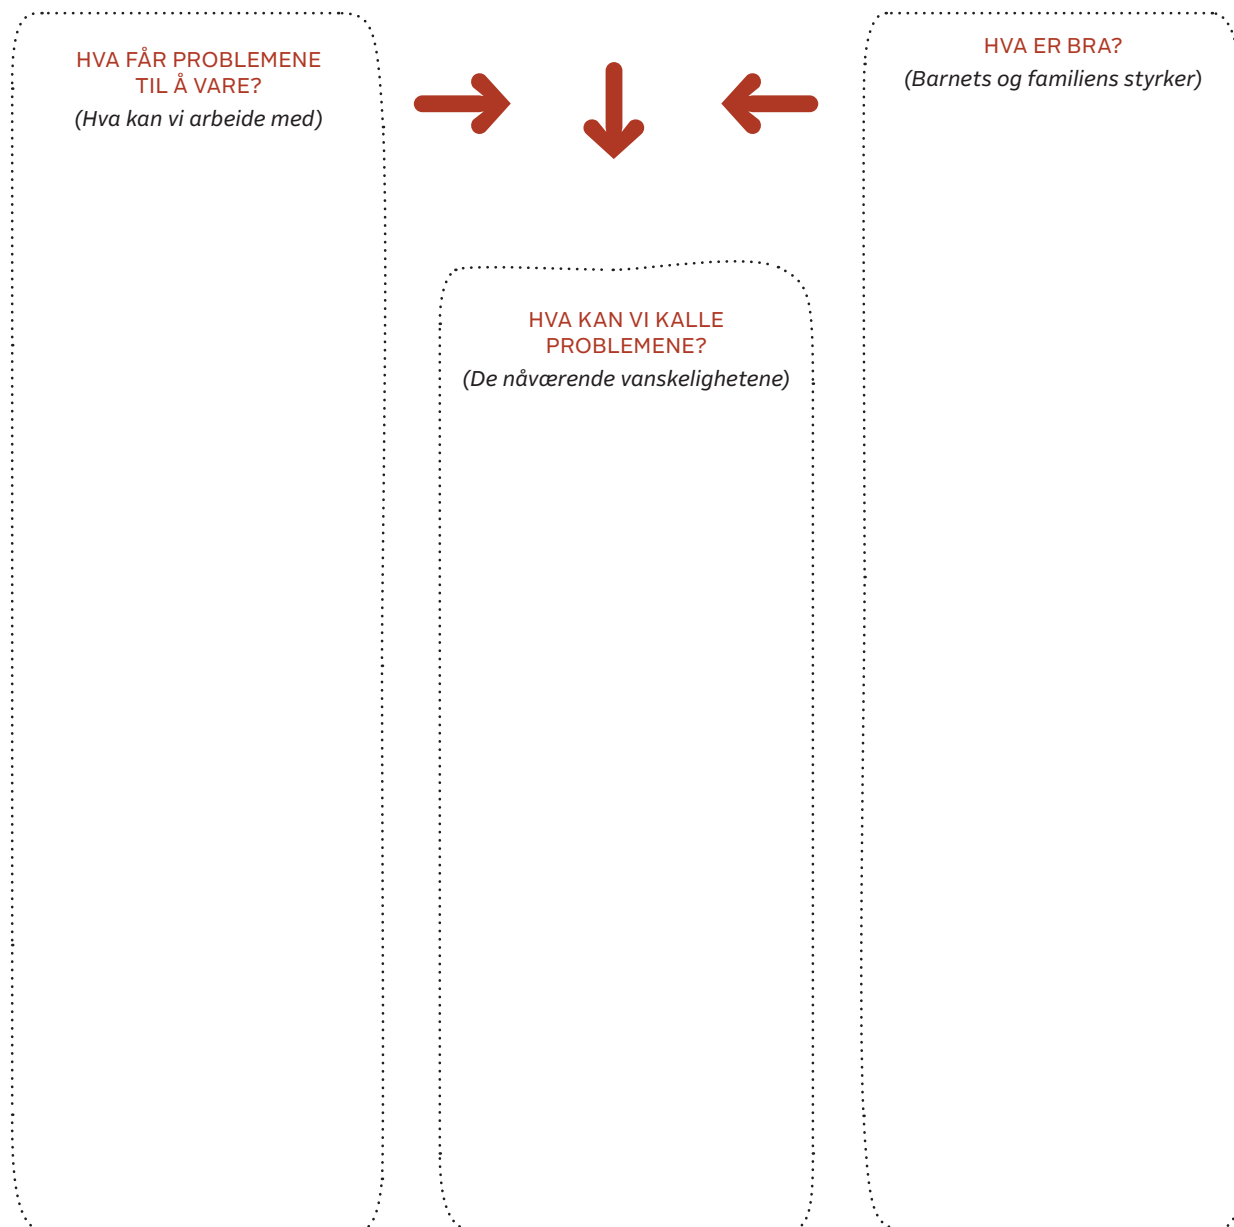 HVA FÅR PROBLEMENE
TIL Å VARE?
(Hva kan vi arbeide med)
HVA KAN VI KALLE
PROBLEMENE?
(De nåværende vanskelighetene)
HVA ER BRA?
(Barnets og familiens styrker)